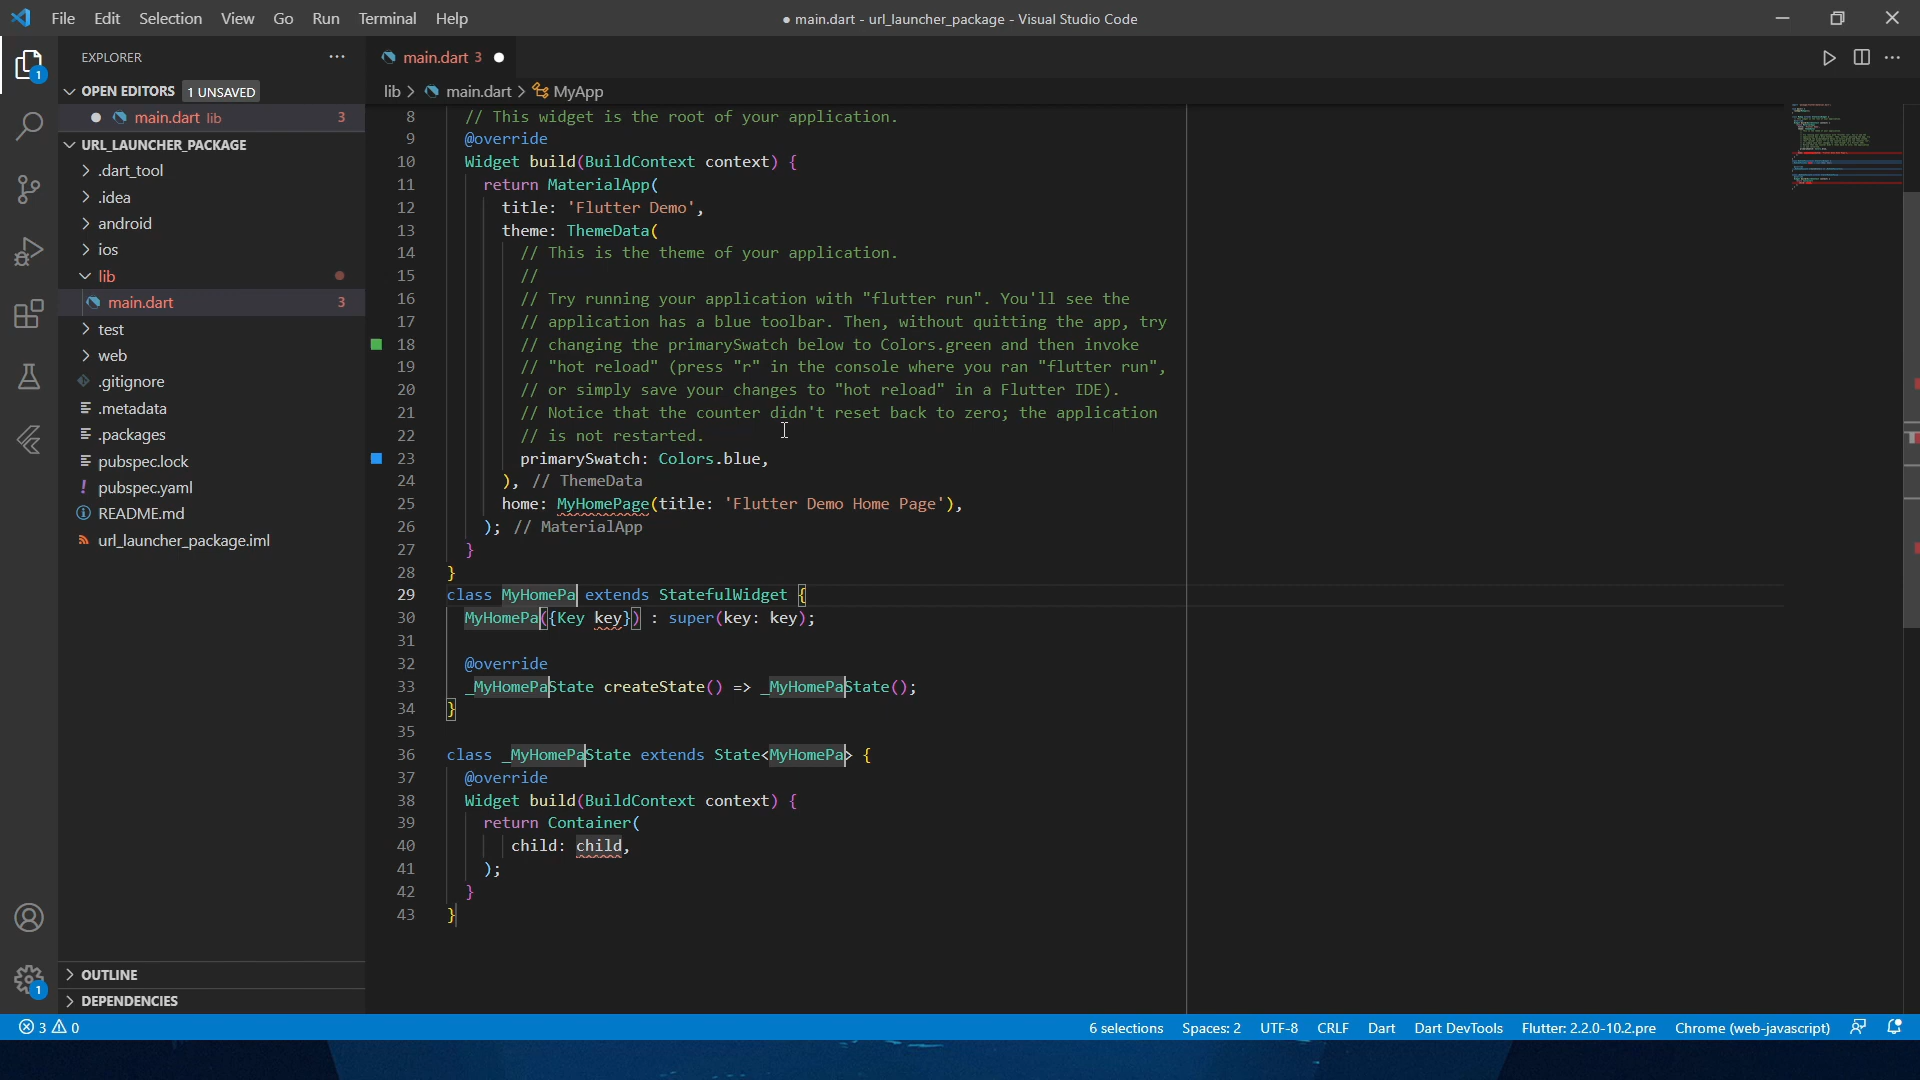 File Edit Selection View Go Run Terminal Help
● main.dart - url_launcher_package - Visual Studio Code
EXPLORER
OPEN EDITORS 1 UNSAVED
main.dart lib 3
URL_LAUNCHER_PACKAGE
.dart_tool
.idea
android
ios
lib
main.dart 3
test
web
.gitignore
.metadata
.packages
pubspec.lock
pubspec.yaml
README.md
url_launcher_package.iml
OUTLINE
DEPENDENCIES
1
1
main.dart 3
lib > main.dart > MyApp
8 // This widget is the root of your application.
9 @override
10 Widget build(BuildContext context) {
11 return MaterialApp(
12 title: 'Flutter Demo',
13 theme: ThemeData(
14 // This is the theme of your application.
15 //
16 // Try running your application with "flutter run". You'll see the
17 // application has a blue toolbar. Then, without quitting the app, try
18 // changing the primarySwatch below to Colors.green and then invoke
19 // "hot reload" (press "r" in the console where you ran "flutter run",
20 // or simply save your changes to "hot reload" in a Flutter IDE).
21 // Notice that the counter didn't reset back to zero; the application
22 // is not restarted.
23 primarySwatch: Colors.blue,
24 ), // ThemeData
25 home: MyHomePage(title: 'Flutter Demo Home Page'),
26 ); // MaterialApp
27 }
28 }
29 class MyHomePa extends StatefulWidget {
30 MyHomePa({Key key}) : super(key: key);
31
32 @override
33 _MyHomePaState createState() => _MyHomePaState();
34 }
35
36 class _MyHomePaState extends State<MyHomePa> {
37 @override
38 Widget build(BuildContext context) {
39 return Container(
40 child: child,
41 );
42 }
43 }
3 0
6 selections Spaces: 2 UTF-8 CRLF Dart Dart DevTools Flutter: 2.2.0-10.2.pre Chrome (web-javascript)